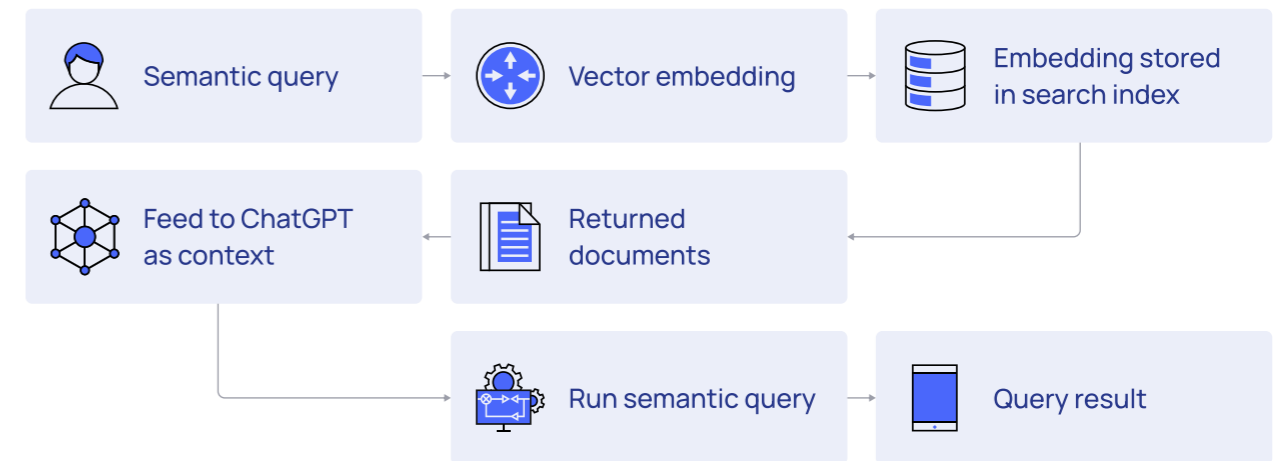 Semantic query
Vector embedding
Embedding stored
in search index
Feed to ChatGPT
as context
Returned
documents
Run semantic query
Query result